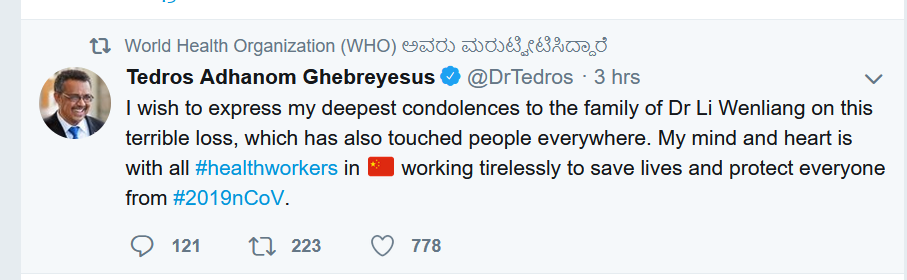 World Health Organization (WHO) ಅವರು ಮರುಟ್ವೀಟಿಸಿದ್ದಾರೆ
Tedros Adhanom Ghebreyesus @DrTedros · 3 hrs
I wish to express my deepest condolences to the family of Dr Li Wenliang on this
terrible loss, which has also touched people everywhere. My mind and heart is
with all #healthworkers in 🇨🇳 working tirelessly to save lives and protect everyone
from #2019nCoV.
121 223 778